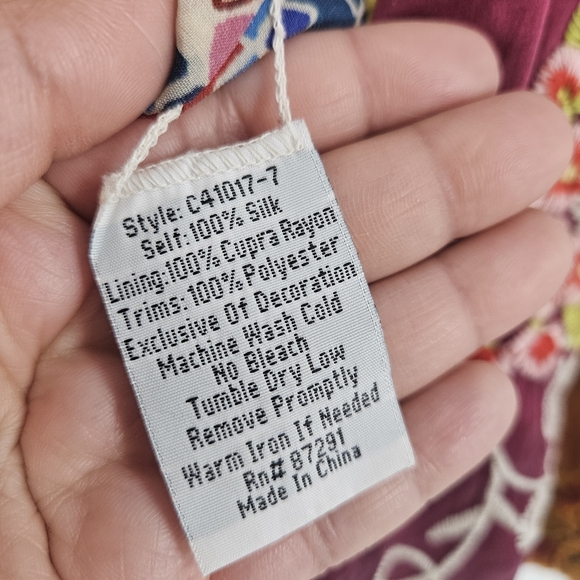 Style: C41017-7
Self:100% Silk
Lining:100% Cupra Rayon
Trims: 100% Polyester
Exclusive Of Decoration
Machine Wash Cold
No Bleach
Tumble Dry Low
Remove Promptly
Warm Iron If Needed
Rn# 87291
Made In China